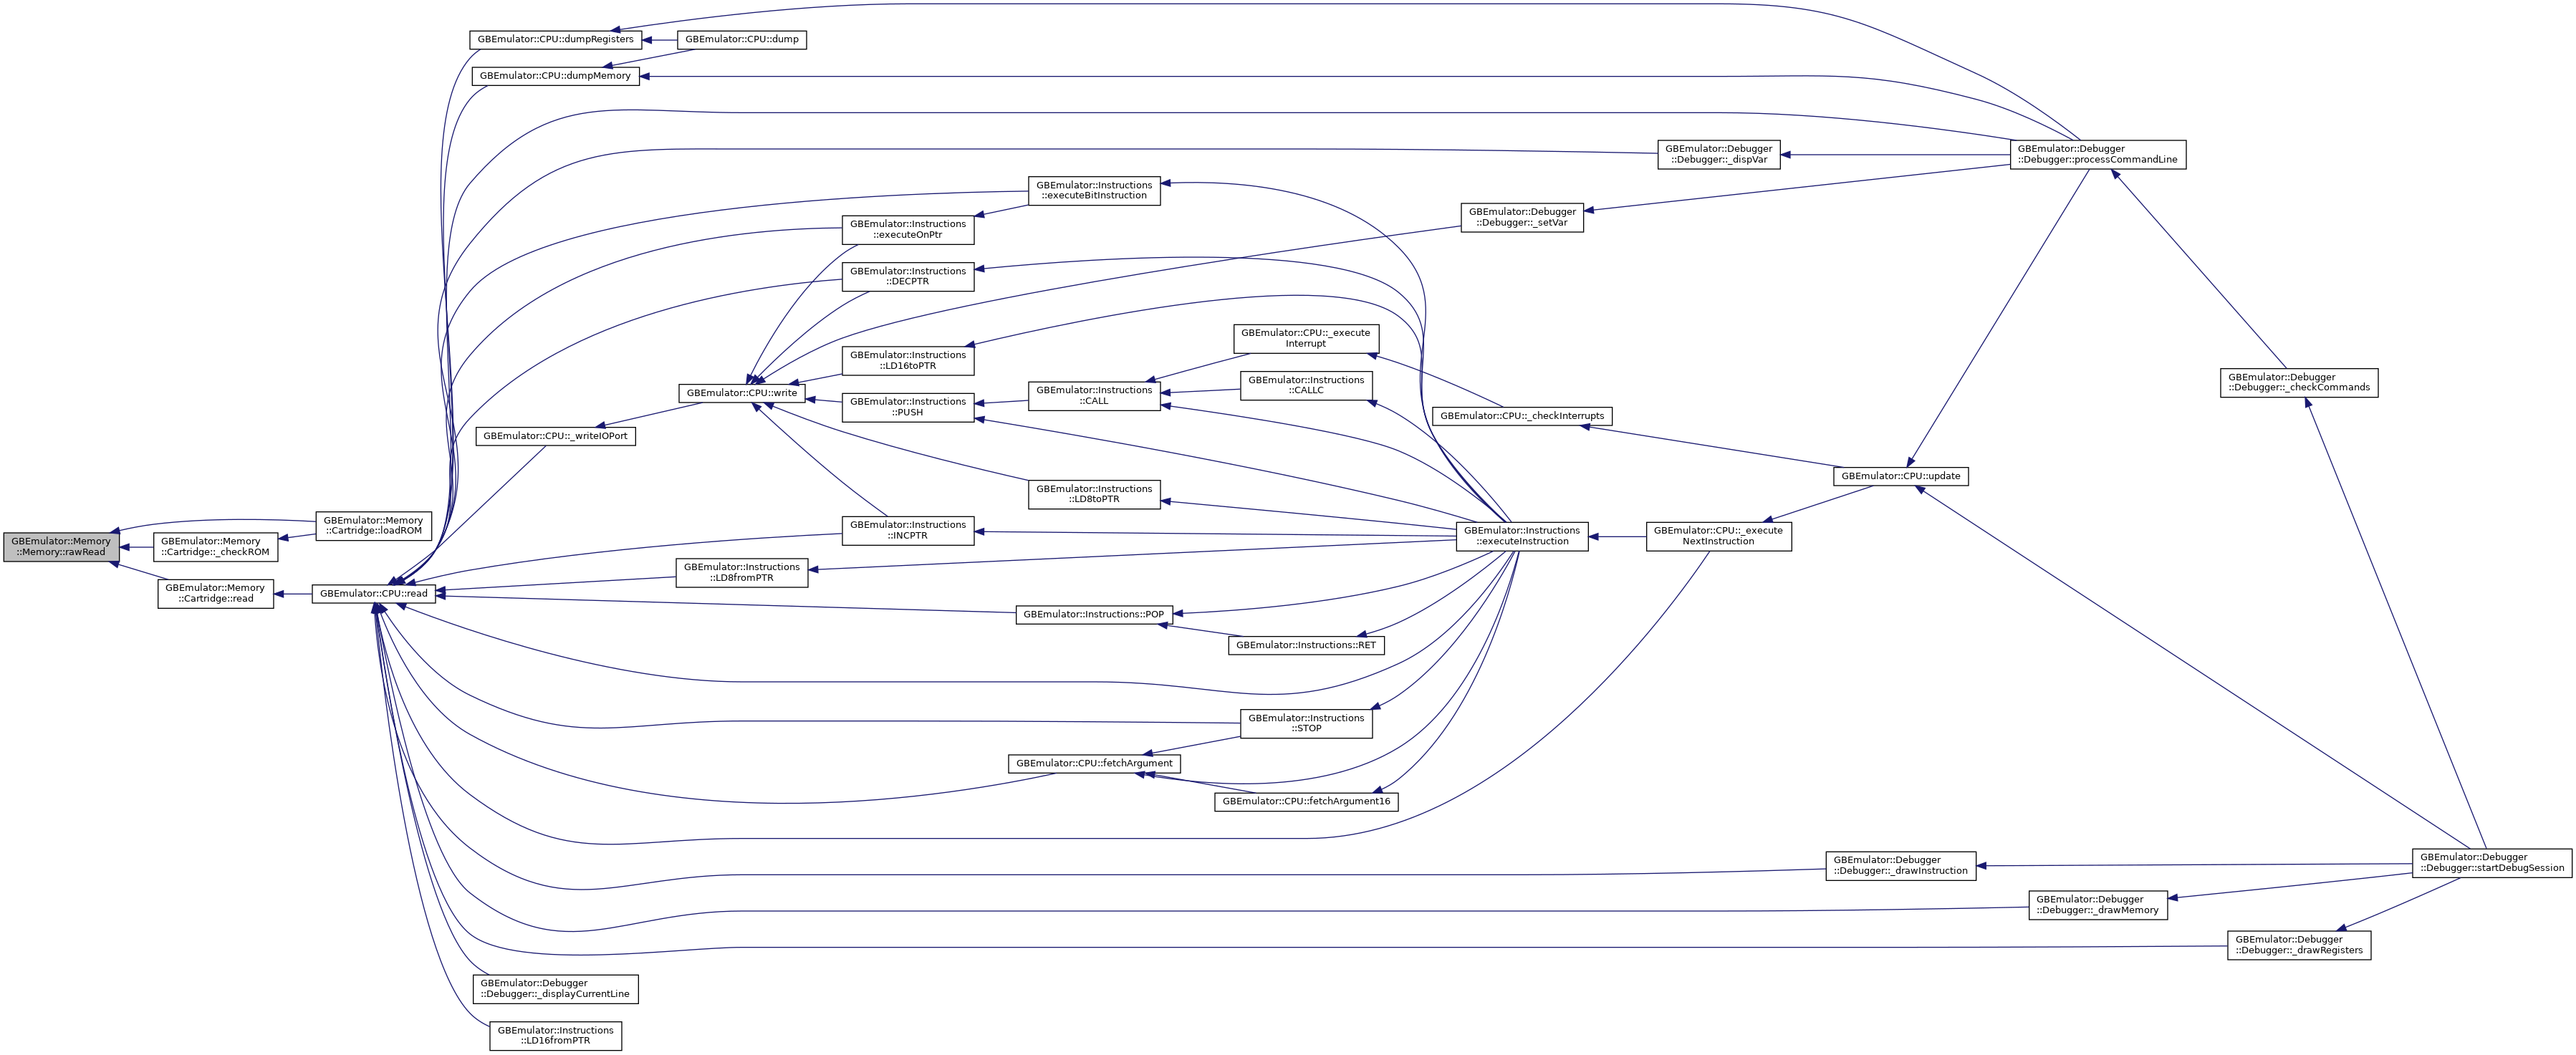 GBEmulator::CPU::dumpRegisters
GBEmulator::CPU::dump
GBEmulator::CPU::dumpMemory
GBEmulator::Debugger
::Debugger::_dispVar
GBEmulator::Debugger
::Debugger::processCommandLine
GBEmulator::Instructions
::executeBitInstruction
GBEmulator::Debugger
::Debugger::_setVar
GBEmulator::Instructions
::executeOnPtr
GBEmulator::Instructions
::DECPTR
GBEmulator::CPU::_execute
Interrupt
GBEmulator::Instructions
::LD16toPTR
GBEmulator::Instructions
::CALLC
GBEmulator::Debugger
::Debugger::_checkCommands
GBEmulator::CPU::write
GBEmulator::Instructions
::CALL
GBEmulator::Instructions
::PUSH
GBEmulator::CPU::_checkInterrupts
GBEmulator::CPU::_writeIOPort
GBEmulator::CPU::update
GBEmulator::Instructions
::LD8toPTR
GBEmulator::Memory
::Cartridge::loadROM
GBEmulator::Instructions
::INCPTR
GBEmulator::Instructions
::executeInstruction
GBEmulator::CPU::_execute
NextInstruction
GBEmulator::Memory
::Memory::rawRead
GBEmulator::Memory
::Cartridge::_checkROM
GBEmulator::Instructions
::LD8fromPTR
GBEmulator::Memory
::Cartridge::read
GBEmulator::CPU::read
GBEmulator::Instructions::POP
GBEmulator::Instructions::RET
GBEmulator::Instructions
::STOP
GBEmulator::CPU::fetchArgument
GBEmulator::CPU::fetchArgument16
GBEmulator::Debugger
::Debugger::_drawInstruction
GBEmulator::Debugger
::Debugger::startDebugSession
GBEmulator::Debugger
::Debugger::_drawMemory
GBEmulator::Debugger
::Debugger::_drawRegisters
GBEmulator::Debugger
::Debugger::_displayCurrentLine
GBEmulator::Instructions
::LD16fromPTR